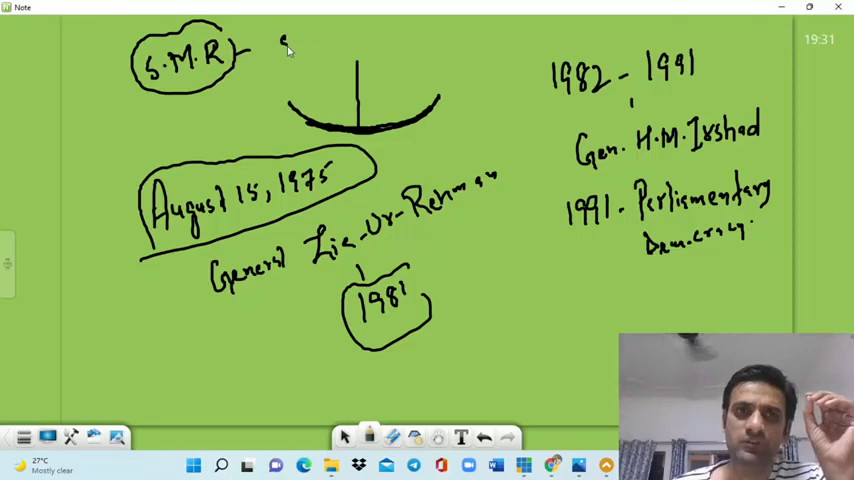 Note
19:31
S.M.R -
1982 - 1991
Gen. H.M. Irshad
August 15, 1975
1991 - Parliamentary
Democracy.
General Zia-Ur-Rehman
1981
27°C
Mostly clear